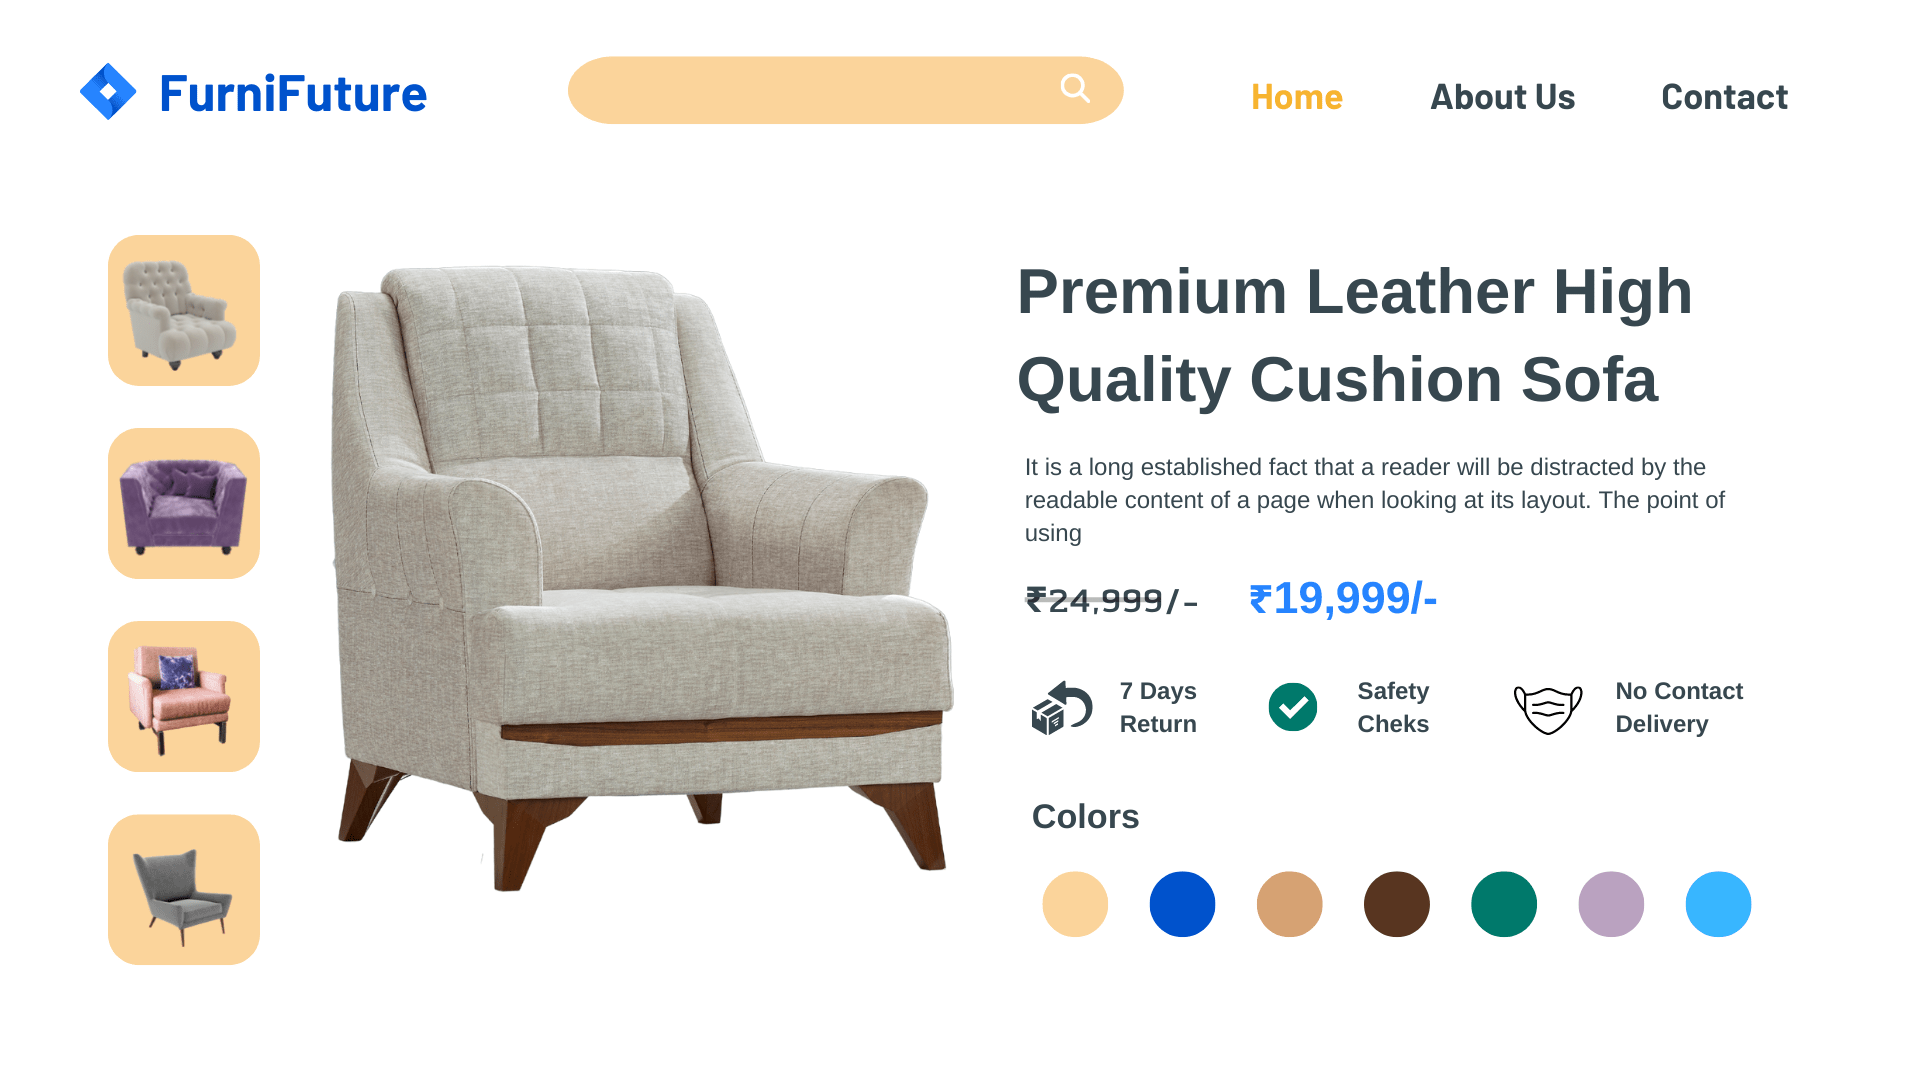 FurniFuture
Home
About Us
Contact
Premium Leather High
Quality Cushion Sofa
It is a long established fact that a reader will be distracted by the
readable content of a page when looking at its layout. The point of
using
₹24,999/-
₹19,999/-
7 Days
Return
Safety
Cheks
No Contact
Delivery
Colors